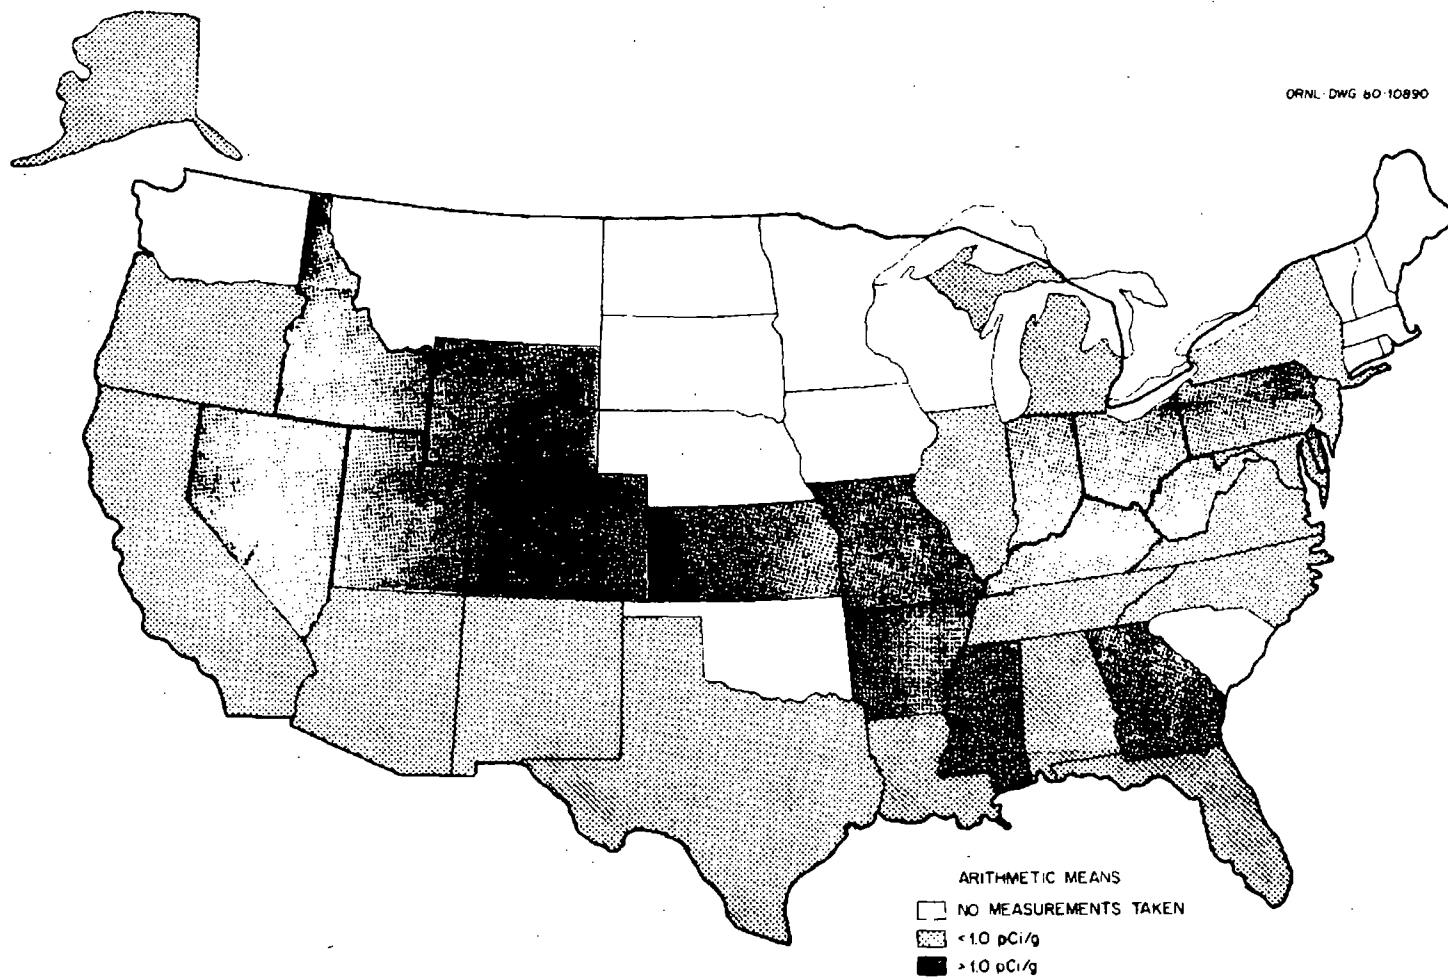 ORNL-DWG 80-10890
ARITHMETIC MEANS
NO MEASUREMENTS TAKEN
<1.0 pCi/g
>1.0 pCi/g